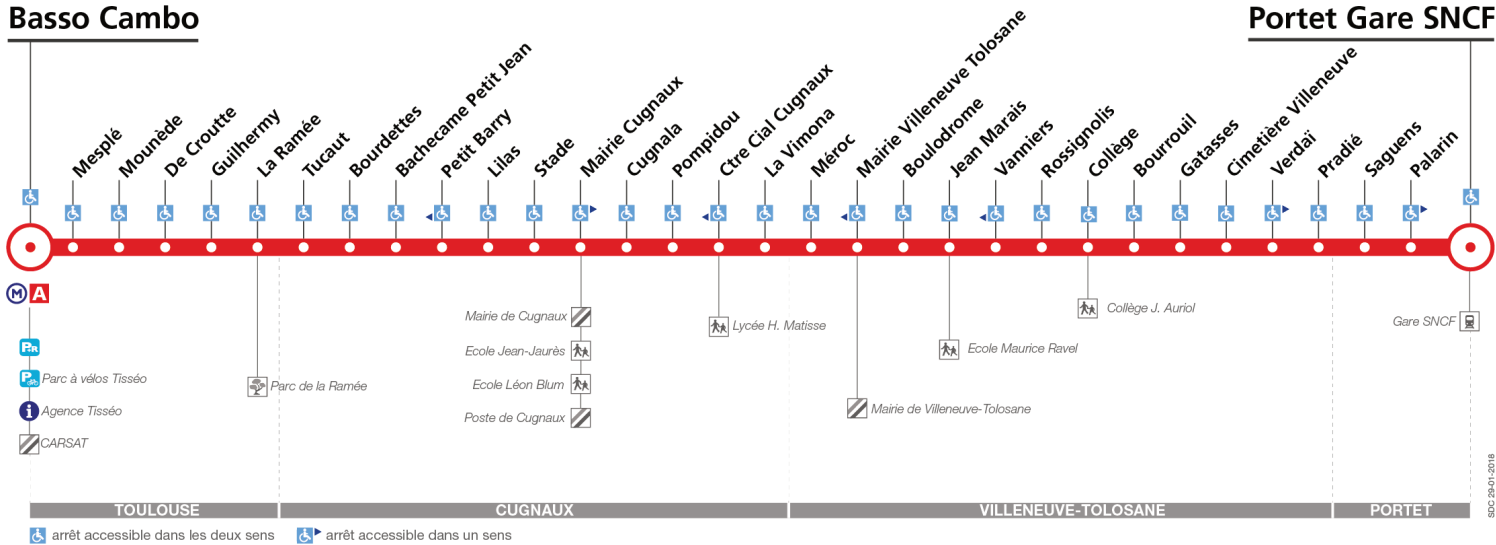 Basso Cambo
Portet Gare SNCF
Mesplé
Mounède
De Croutte
Guilhermy
La Ramée
Tucaut
Bourdettes
Bachecame Petit Jean
Petit Barry
Lilas
Stade
Mairie Cugnaux
Cugnala
Pompidou
Ctre Cial Cugnaux
La Vimona
Méroc
Mairie Villeneuve Tolosane
Boulodrome
Jean Marais
Vanniers
Rossignolis
Collège
Bourrouil
Gatasses
Cimetière Villeneuve
Verdaï
Pradié
Saguens
Palarin
M A
P+R
Parc à vélos Tisséo
Agence Tisséo
CARSAT
Parc de la Ramée
Mairie de Cugnaux
Ecole Jean-Jaurès
Ecole Léon Blum
Poste de Cugnaux
Lycée H. Matisse
Mairie de Villeneuve-Tolosane
Ecole Maurice Ravel
Collège J. Auriol
Gare SNCF
TOULOUSE
CUGNAUX
VILLENEUVE-TOLOSANE
PORTET
arrêt accessible dans les deux sens
arrêt accessible dans un sens
SDC 29-01-2018